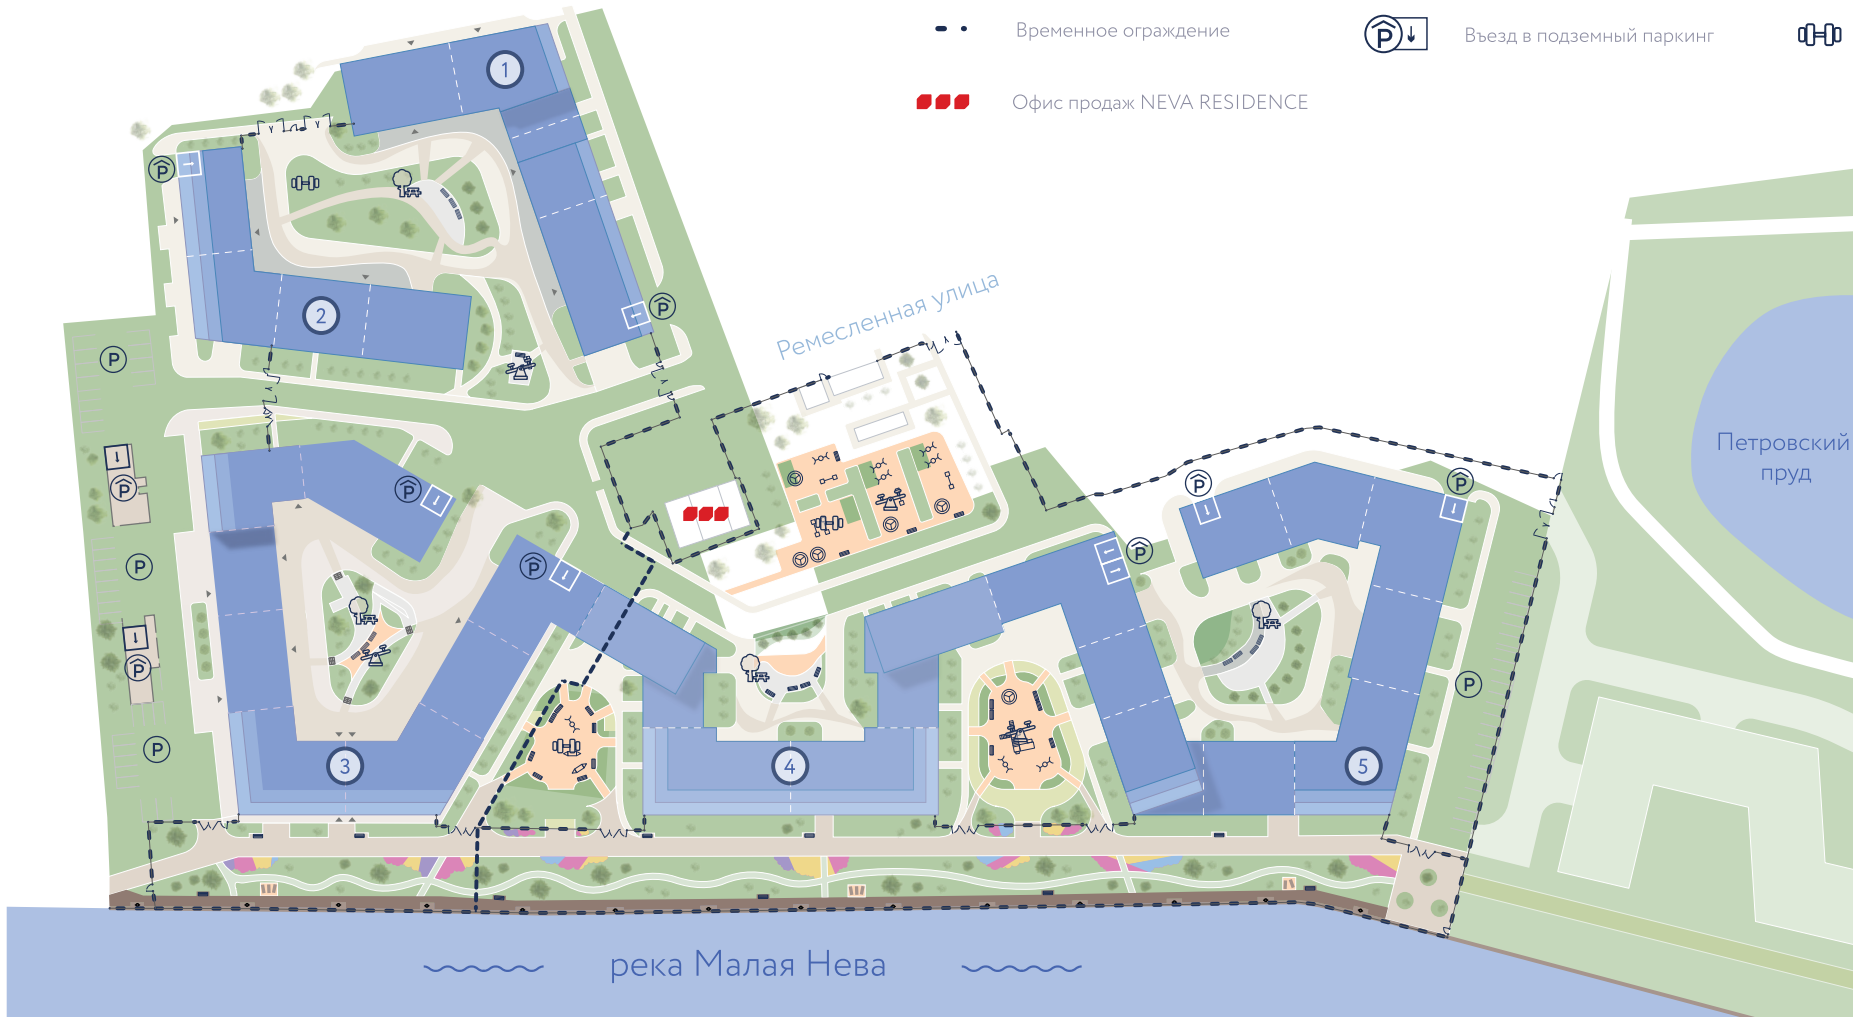 Временное ограждение
P
Въезд в подземный паркинг
Офис продаж NEVA RESIDENCE
1
P
2
P
P
Ремесленная улица
Петровский
пруд
P
P
P
P
P
P
P
P
P
P
3
4
5
P
река Малая Нева